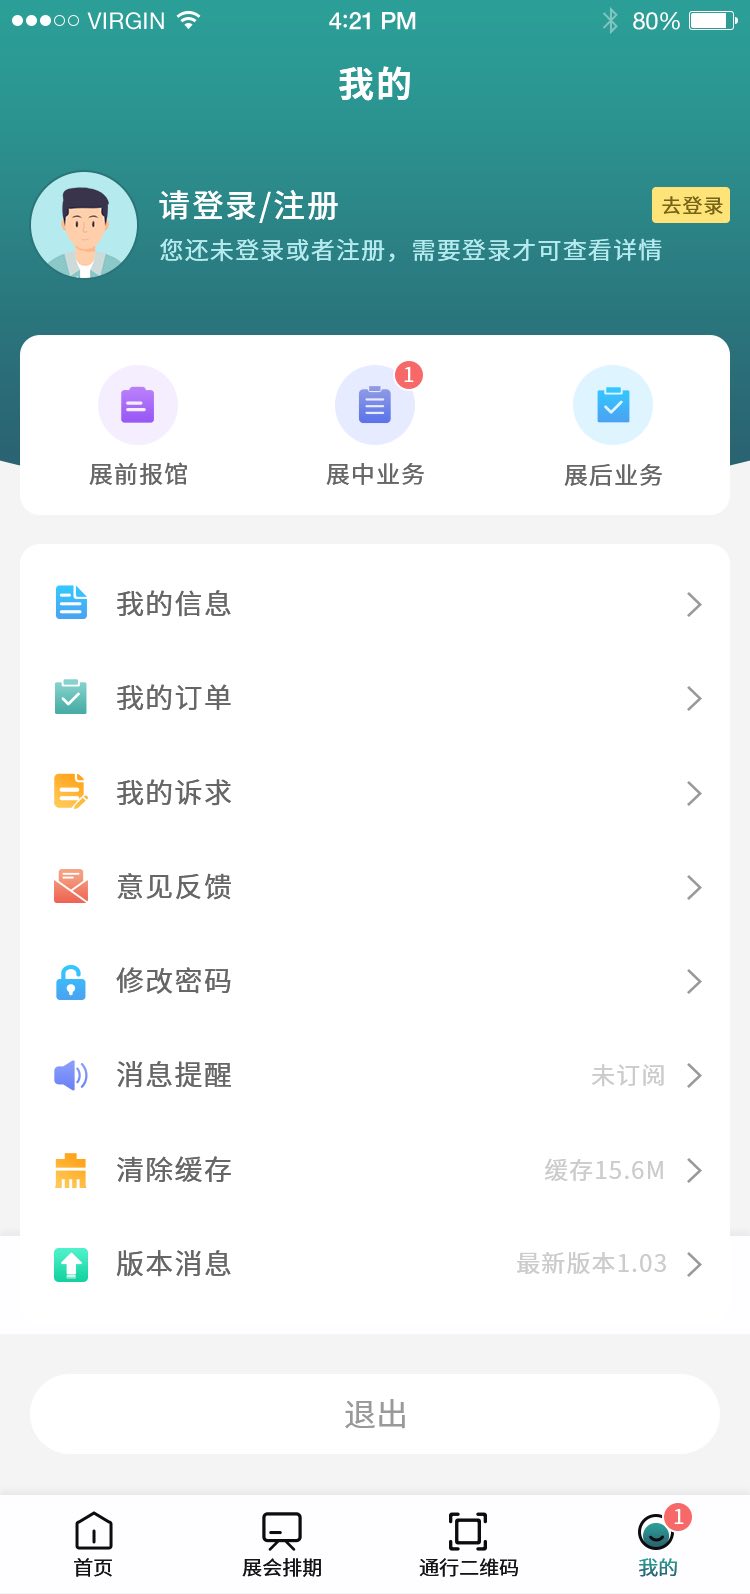 VIRGIN 4:21 PM 80%
我的
请登录/注册
去登录
您还未登录或者注册，需要登录才可查看详情
1
展前报馆 展中业务 展后业务
我的信息
我的订单
我的诉求
意见反馈
修改密码
消息提醒 未订阅
清除缓存 缓存15.6M
版本消息 最新版本1.03
退出
1
首页 展会排期 通行二维码 我的